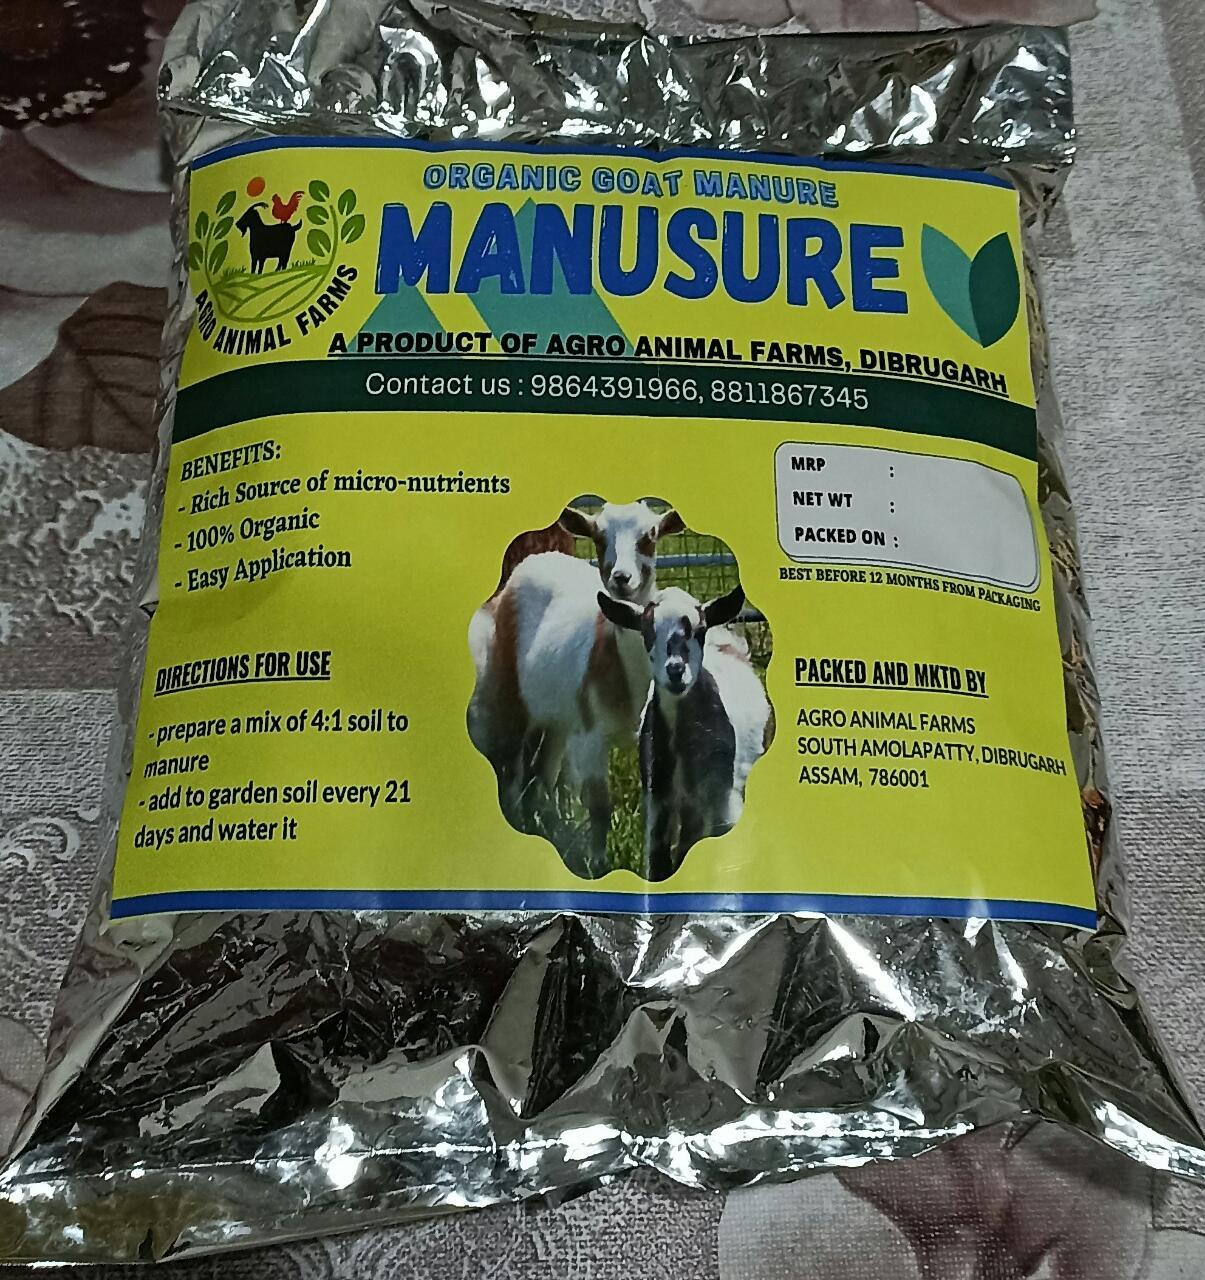 ORGANIC GOAT MANURE
MANUSURE
AGRO ANIMAL FARMS
A PRODUCT OF AGRO ANIMAL FARMS, DIBRUGARH
Contact us : 9864391966, 8811867345
BENEFITS:
- Rich Source of micro-nutrients
- 100% Organic
- Easy Application
MRP :
NET WT :
PACKED ON :
BEST BEFORE 12 MONTHS FROM PACKAGING
DIRECTIONS FOR USE
- prepare a mix of 4:1 soil to
manure
- add to garden soil every 21
days and water it
PACKED AND MKTD BY
AGRO ANIMAL FARMS
SOUTH AMOLAPATTY, DIBRUGARH
ASSAM, 786001